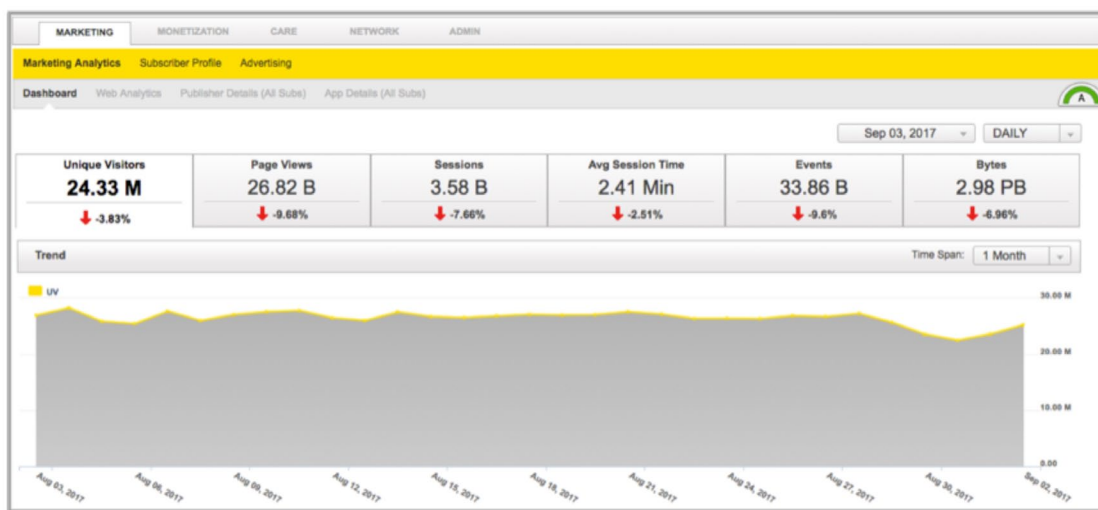 MARKETING MONETIZATION CARE NETWORK ADMIN
Marketing Analytics Subscriber Profile Advertising
Dashboard Web Analytics Publisher Details (All Subs) App Details (All Subs)
A
Sep 03, 2017 DAILY
Unique Visitors Page Views Sessions Avg Session Time Events Bytes
24.33 M 26.82 B 3.58 B 2.41 Min 33.86 B 2.98 PB
-3.83% -9.68% -7.66% -2.51% -9.6% -6.96%
Trend Time Span: 1 Month
UV
30.00 M
20.00 M
10.00 M
0.00
Aug 03, 2017 Aug 06, 2017 Aug 09, 2017 Aug 12, 2017 Aug 15, 2017 Aug 18, 2017 Aug 21, 2017 Aug 24, 2017 Aug 27, 2017 Aug 30, 2017 Sep 02, 2017